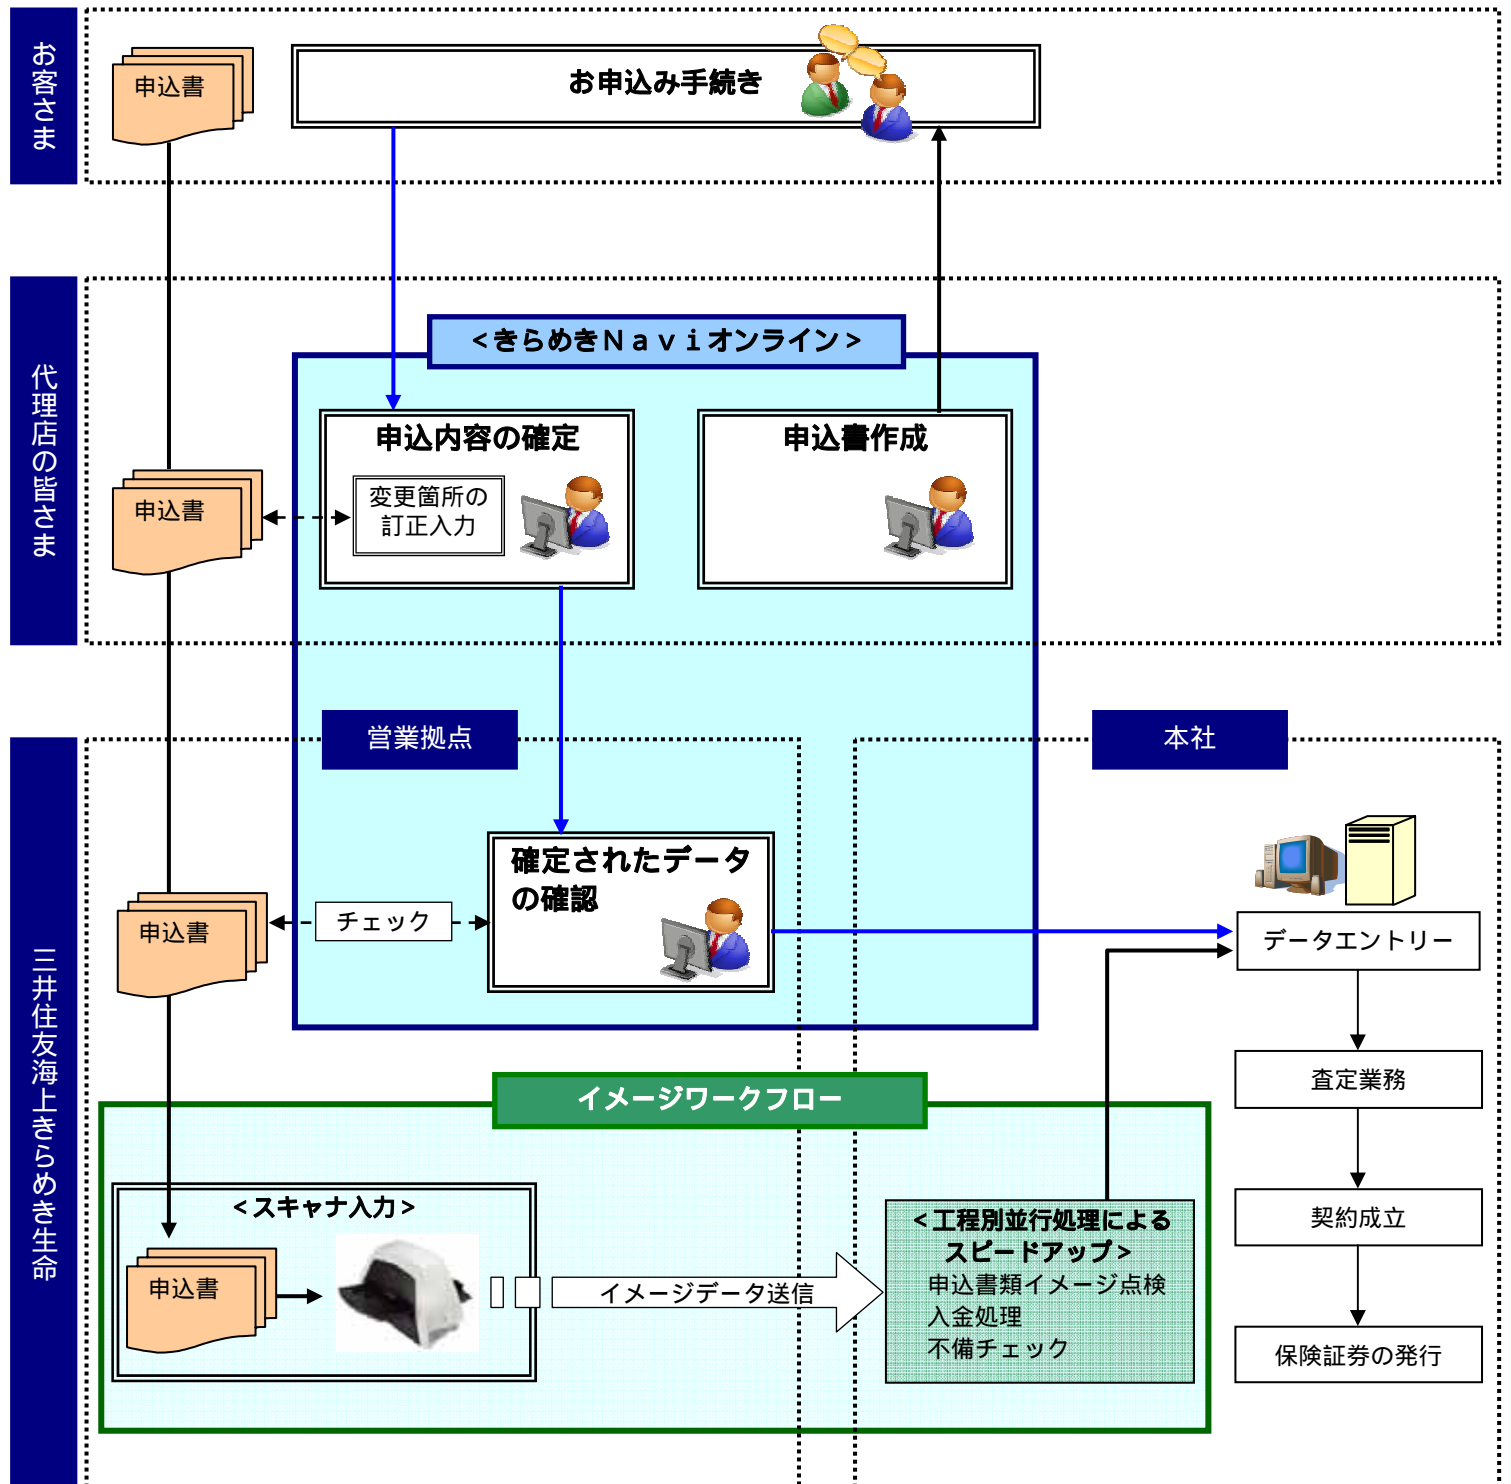 お客さま
申込書
お申込み手続き
代理店の皆さま
＜きらめきＮａｖｉオンライン＞
申込内容の確定
変更箇所の
訂正入力
申込書作成
申込書
三井住友海上きらめき生命
営業拠点
本社
確定されたデータ
の確認
チェック
申込書
データエントリー
査定業務
契約成立
保険証券の発行
イメージワークフロー
＜スキャナ入力＞
申込書
イメージデータ送信
＜工程別並行処理による
スピードアップ＞
申込書類イメージ点検
入金処理
不備チェック